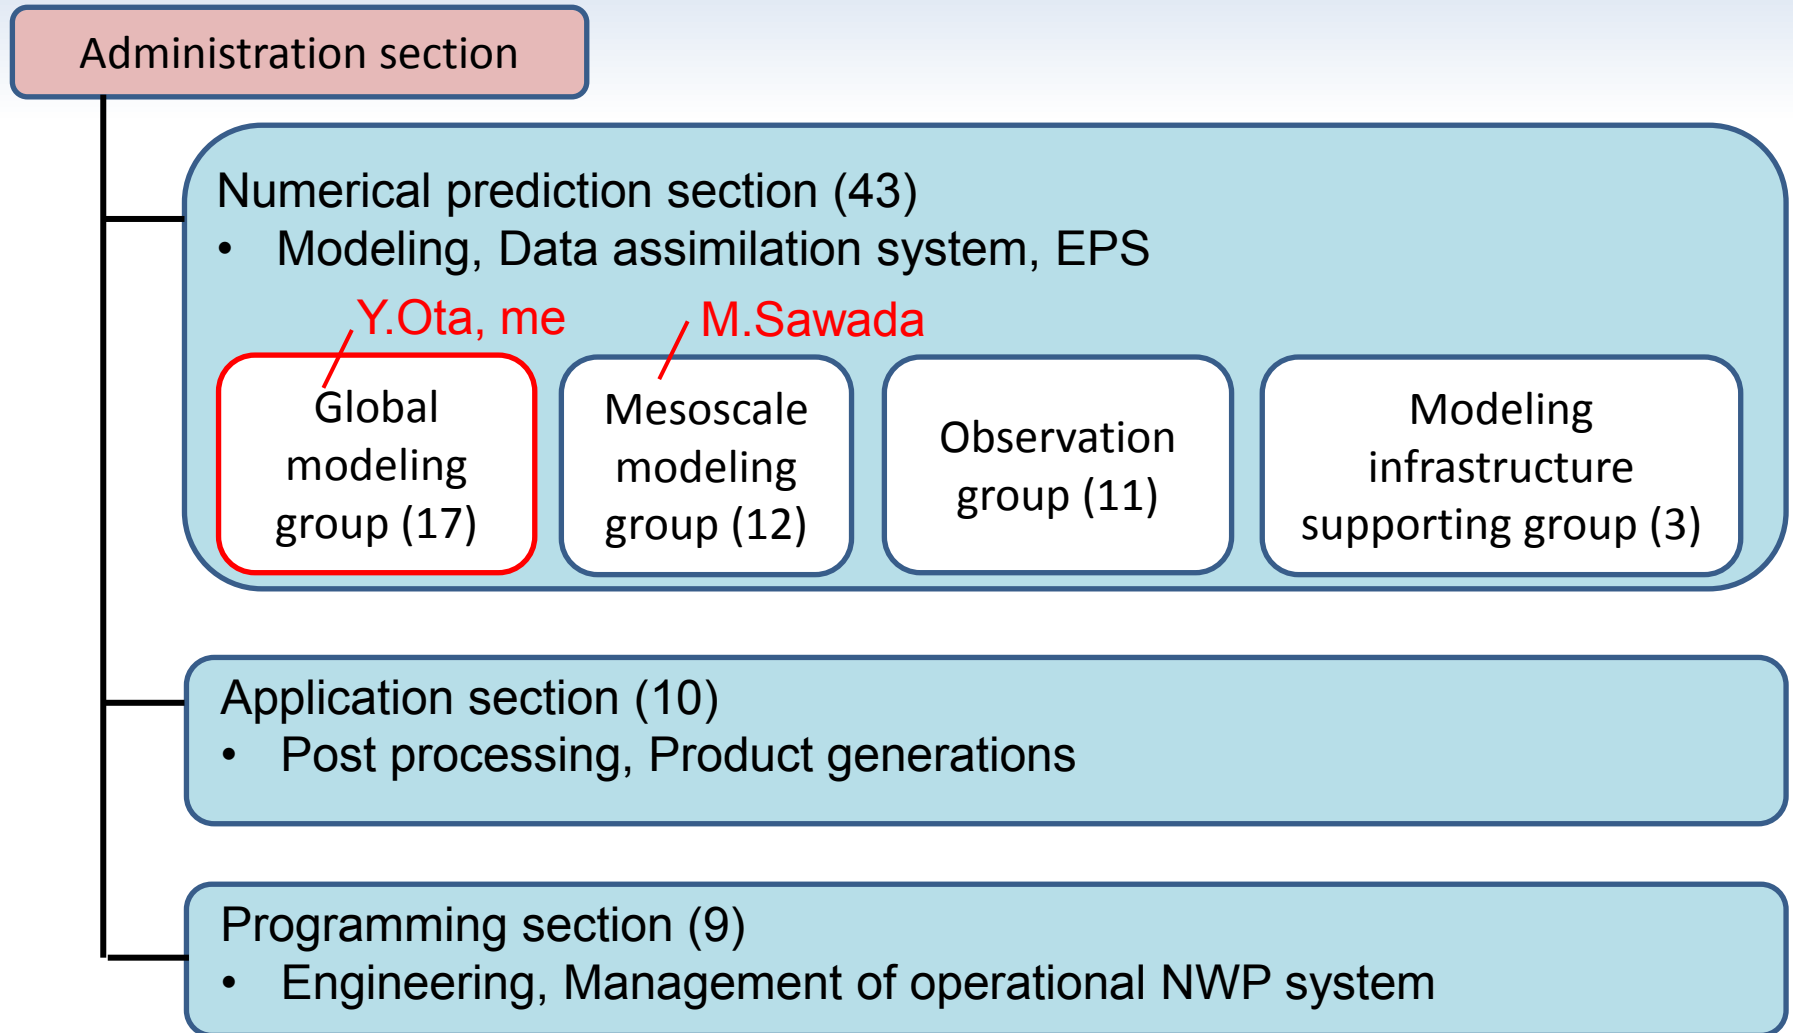 Administration section
Numerical prediction section (43)
• Modeling, Data assimilation system, EPS
Y.Ota, me
M.Sawada
Global
modeling
group (17)
Mesoscale
modeling
group (12)
Observation
group (11)
Modeling
infrastructure
supporting group (3)
Application section (10)
• Post processing, Product generations
Programming section (9)
• Engineering, Management of operational NWP system